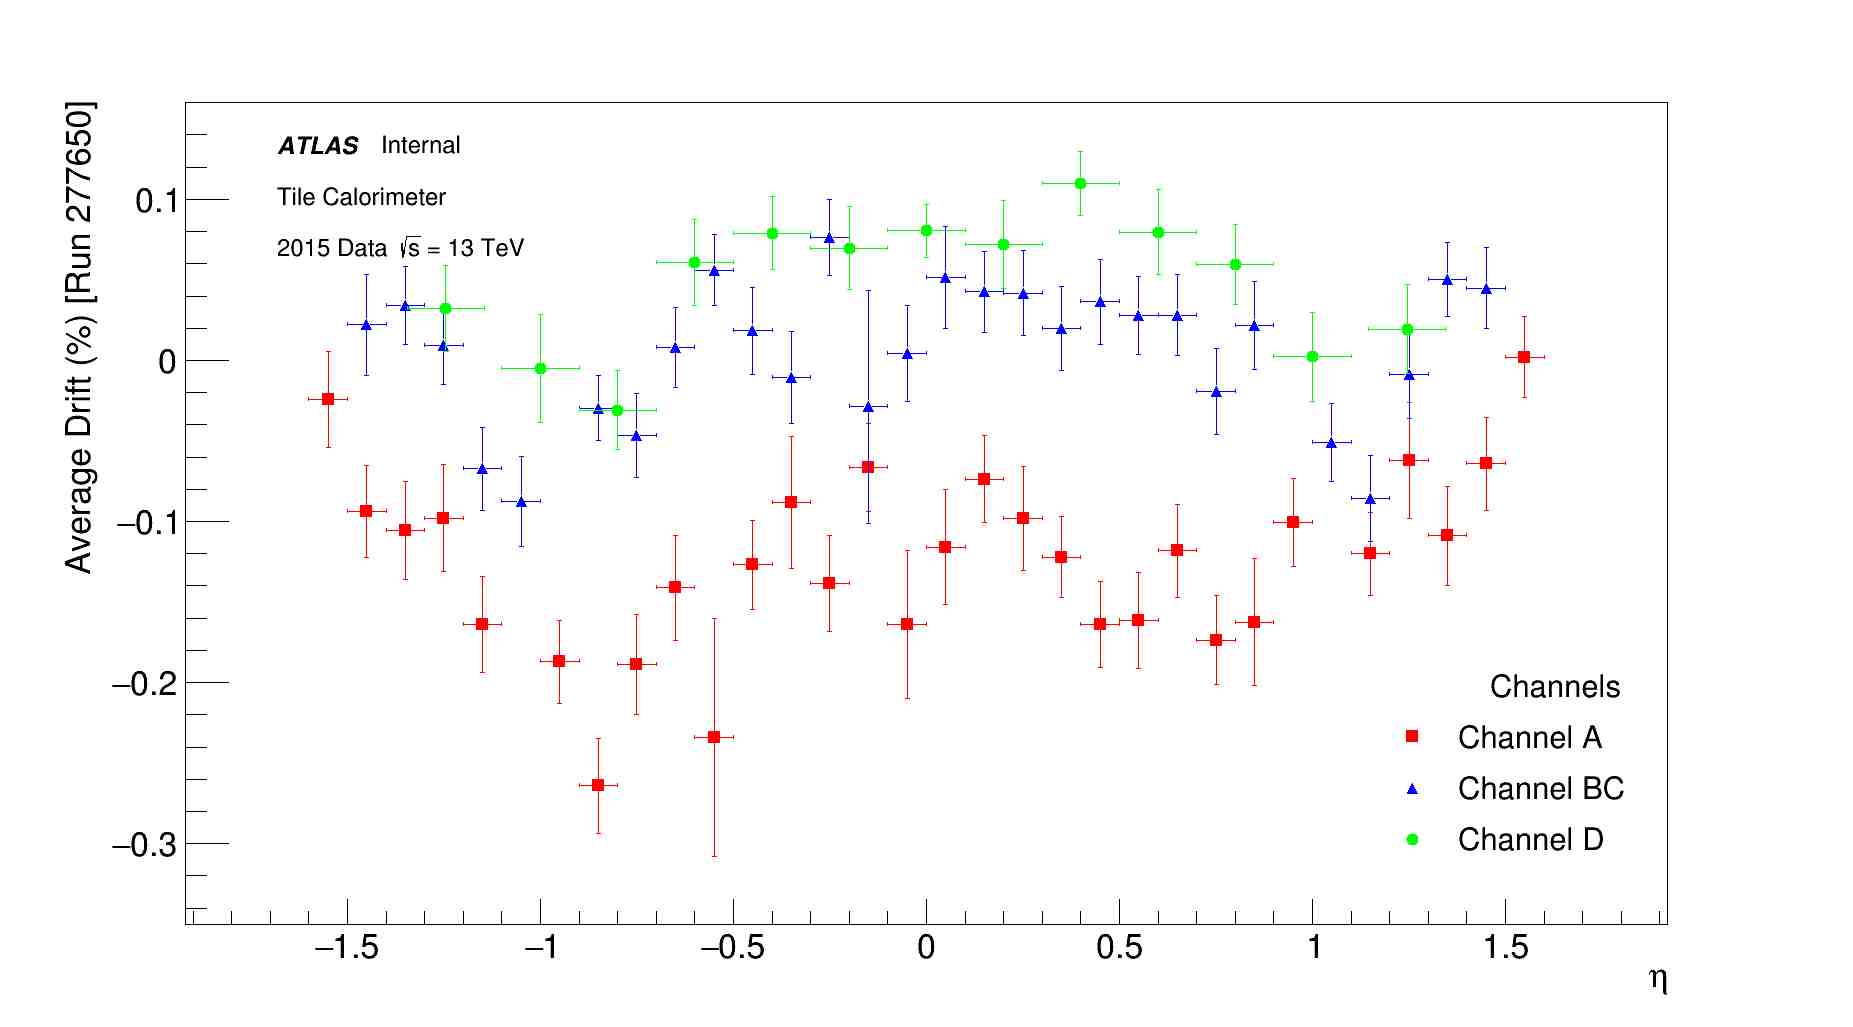 ATLAS Internal
Tile Calorimeter
2015 Data √s = 13 TeV
Average Drift (%) [Run 277650]
0.1
0
−0.1
−0.2
−0.3
Channels
Channel A
Channel BC
Channel D
−1.5 −1 −0.5 0 0.5 1 1.5
η